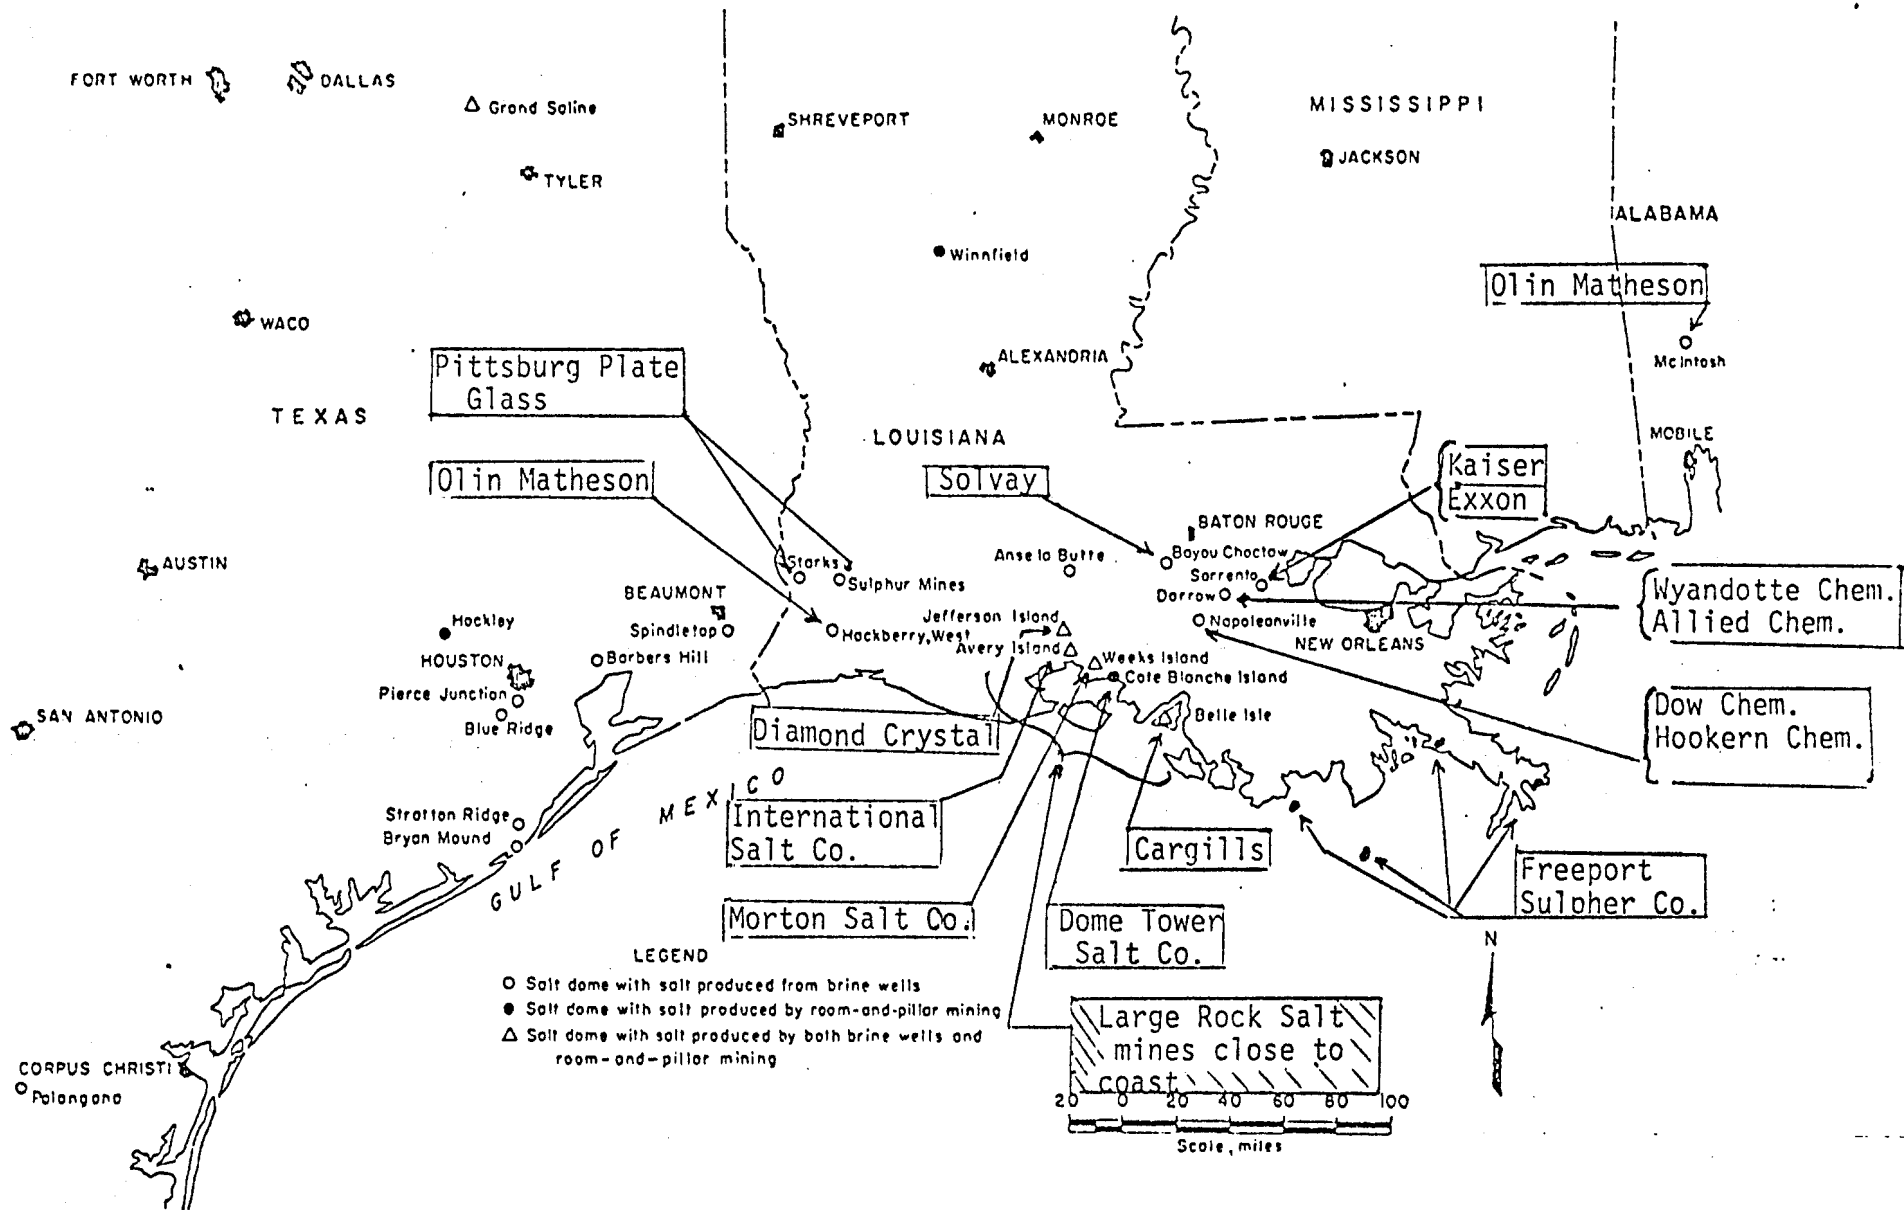 FORT WORTH
DALLAS
Grand Saline
SHREVEPORT
MONROE
MISSISSIPPI
JACKSON
TYLER
ALABAMA
Winnfield
Olin Matheson
WACO
McIntosh
ALEXANDRIA
Pittsburg Plate
Glass
TEXAS
LOUISIANA
MOBILE
Olin Matheson
Solvay
Kaiser
Exxon
BATON ROUGE
Bayou Choctaw
Anse la Butte
AUSTIN
Starks
Sulphur Mines
Sorrento
Darrow
Wyandotte Chem.
Allied Chem.
BEAUMONT
Hockley
Spindletop
Hackberry, West
Jefferson Island
Napoleanville
NEW ORLEANS
Avery Island
HOUSTON
Barbers Hill
Weeks Island
Cote Blanche Island
Pierce Junction
Blue Ridge
SAN ANTONIO
Belle Isle
Diamond Crystal
Dow Chem.
Hookern Chem.
GULF OF MEXICO
Stratton Ridge
Bryan Mound
International
Salt Co.
Cargills
Freeport
Sulpher Co.
Morton Salt Co.
Dome Tower
Salt Co.
N
LEGEND
Salt dome with salt produced from brine wells
Salt dome with salt produced by room-and-pillar mining
Salt dome with salt produced by both brine wells and
room-and-pillar mining
Large Rock Salt
mines close to
coast
CORPUS CHRISTI
Palangana
20 0 20 40 60 80 100
Scale, miles